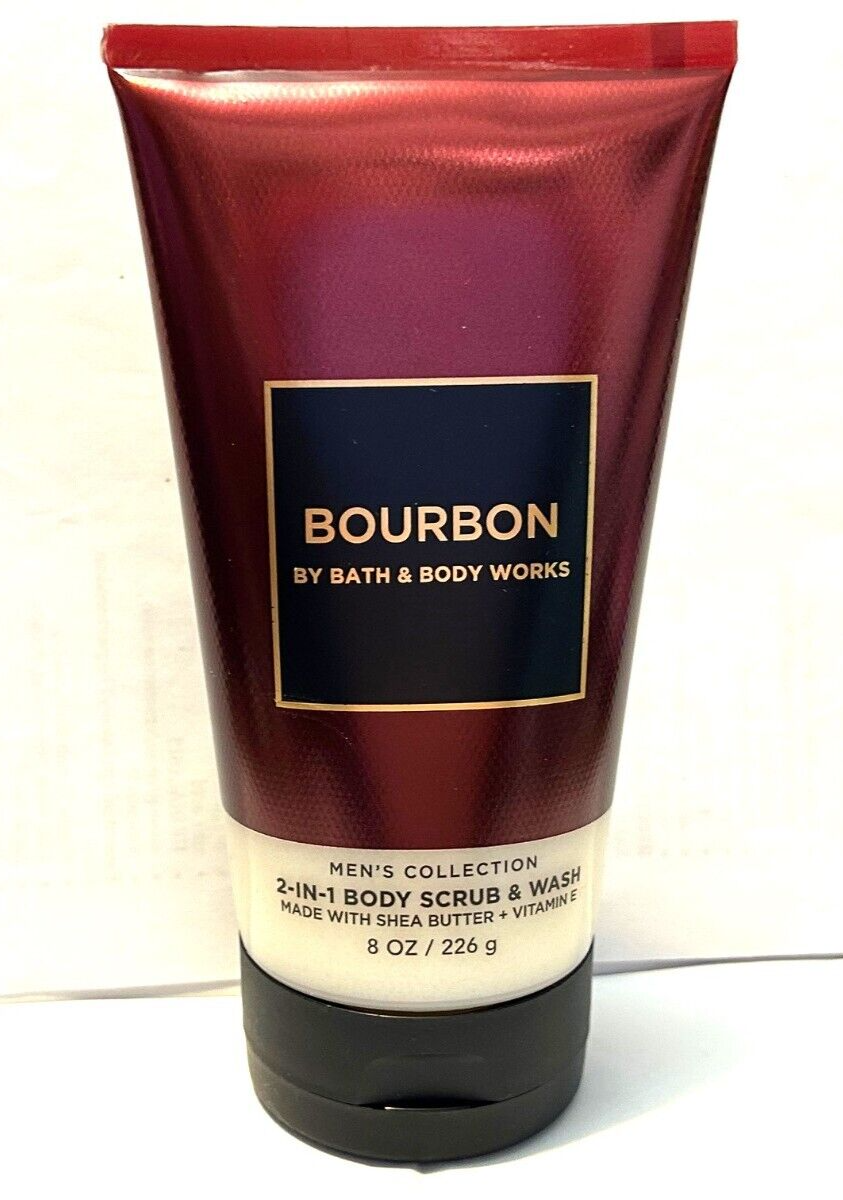 BOURBON
BY BATH & BODY WORKS
MEN'S COLLECTION
2-IN-1 BODY SCRUB & WASH
MADE WITH SHEA BUTTER + VITAMIN E
8 OZ / 226 g